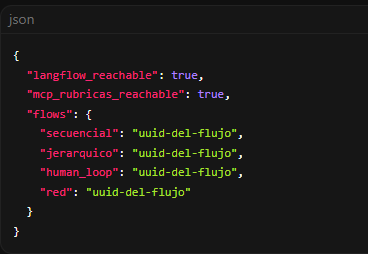 json
{
  "langflow_reachable": true,
  "mcp_rubricas_reachable": true,
  "flows": {
    "secuencial": "uuid-del-flujo",
    "jerarquico": "uuid-del-flujo",
    "human_loop": "uuid-del-flujo",
    "red": "uuid-del-flujo"
  }
}